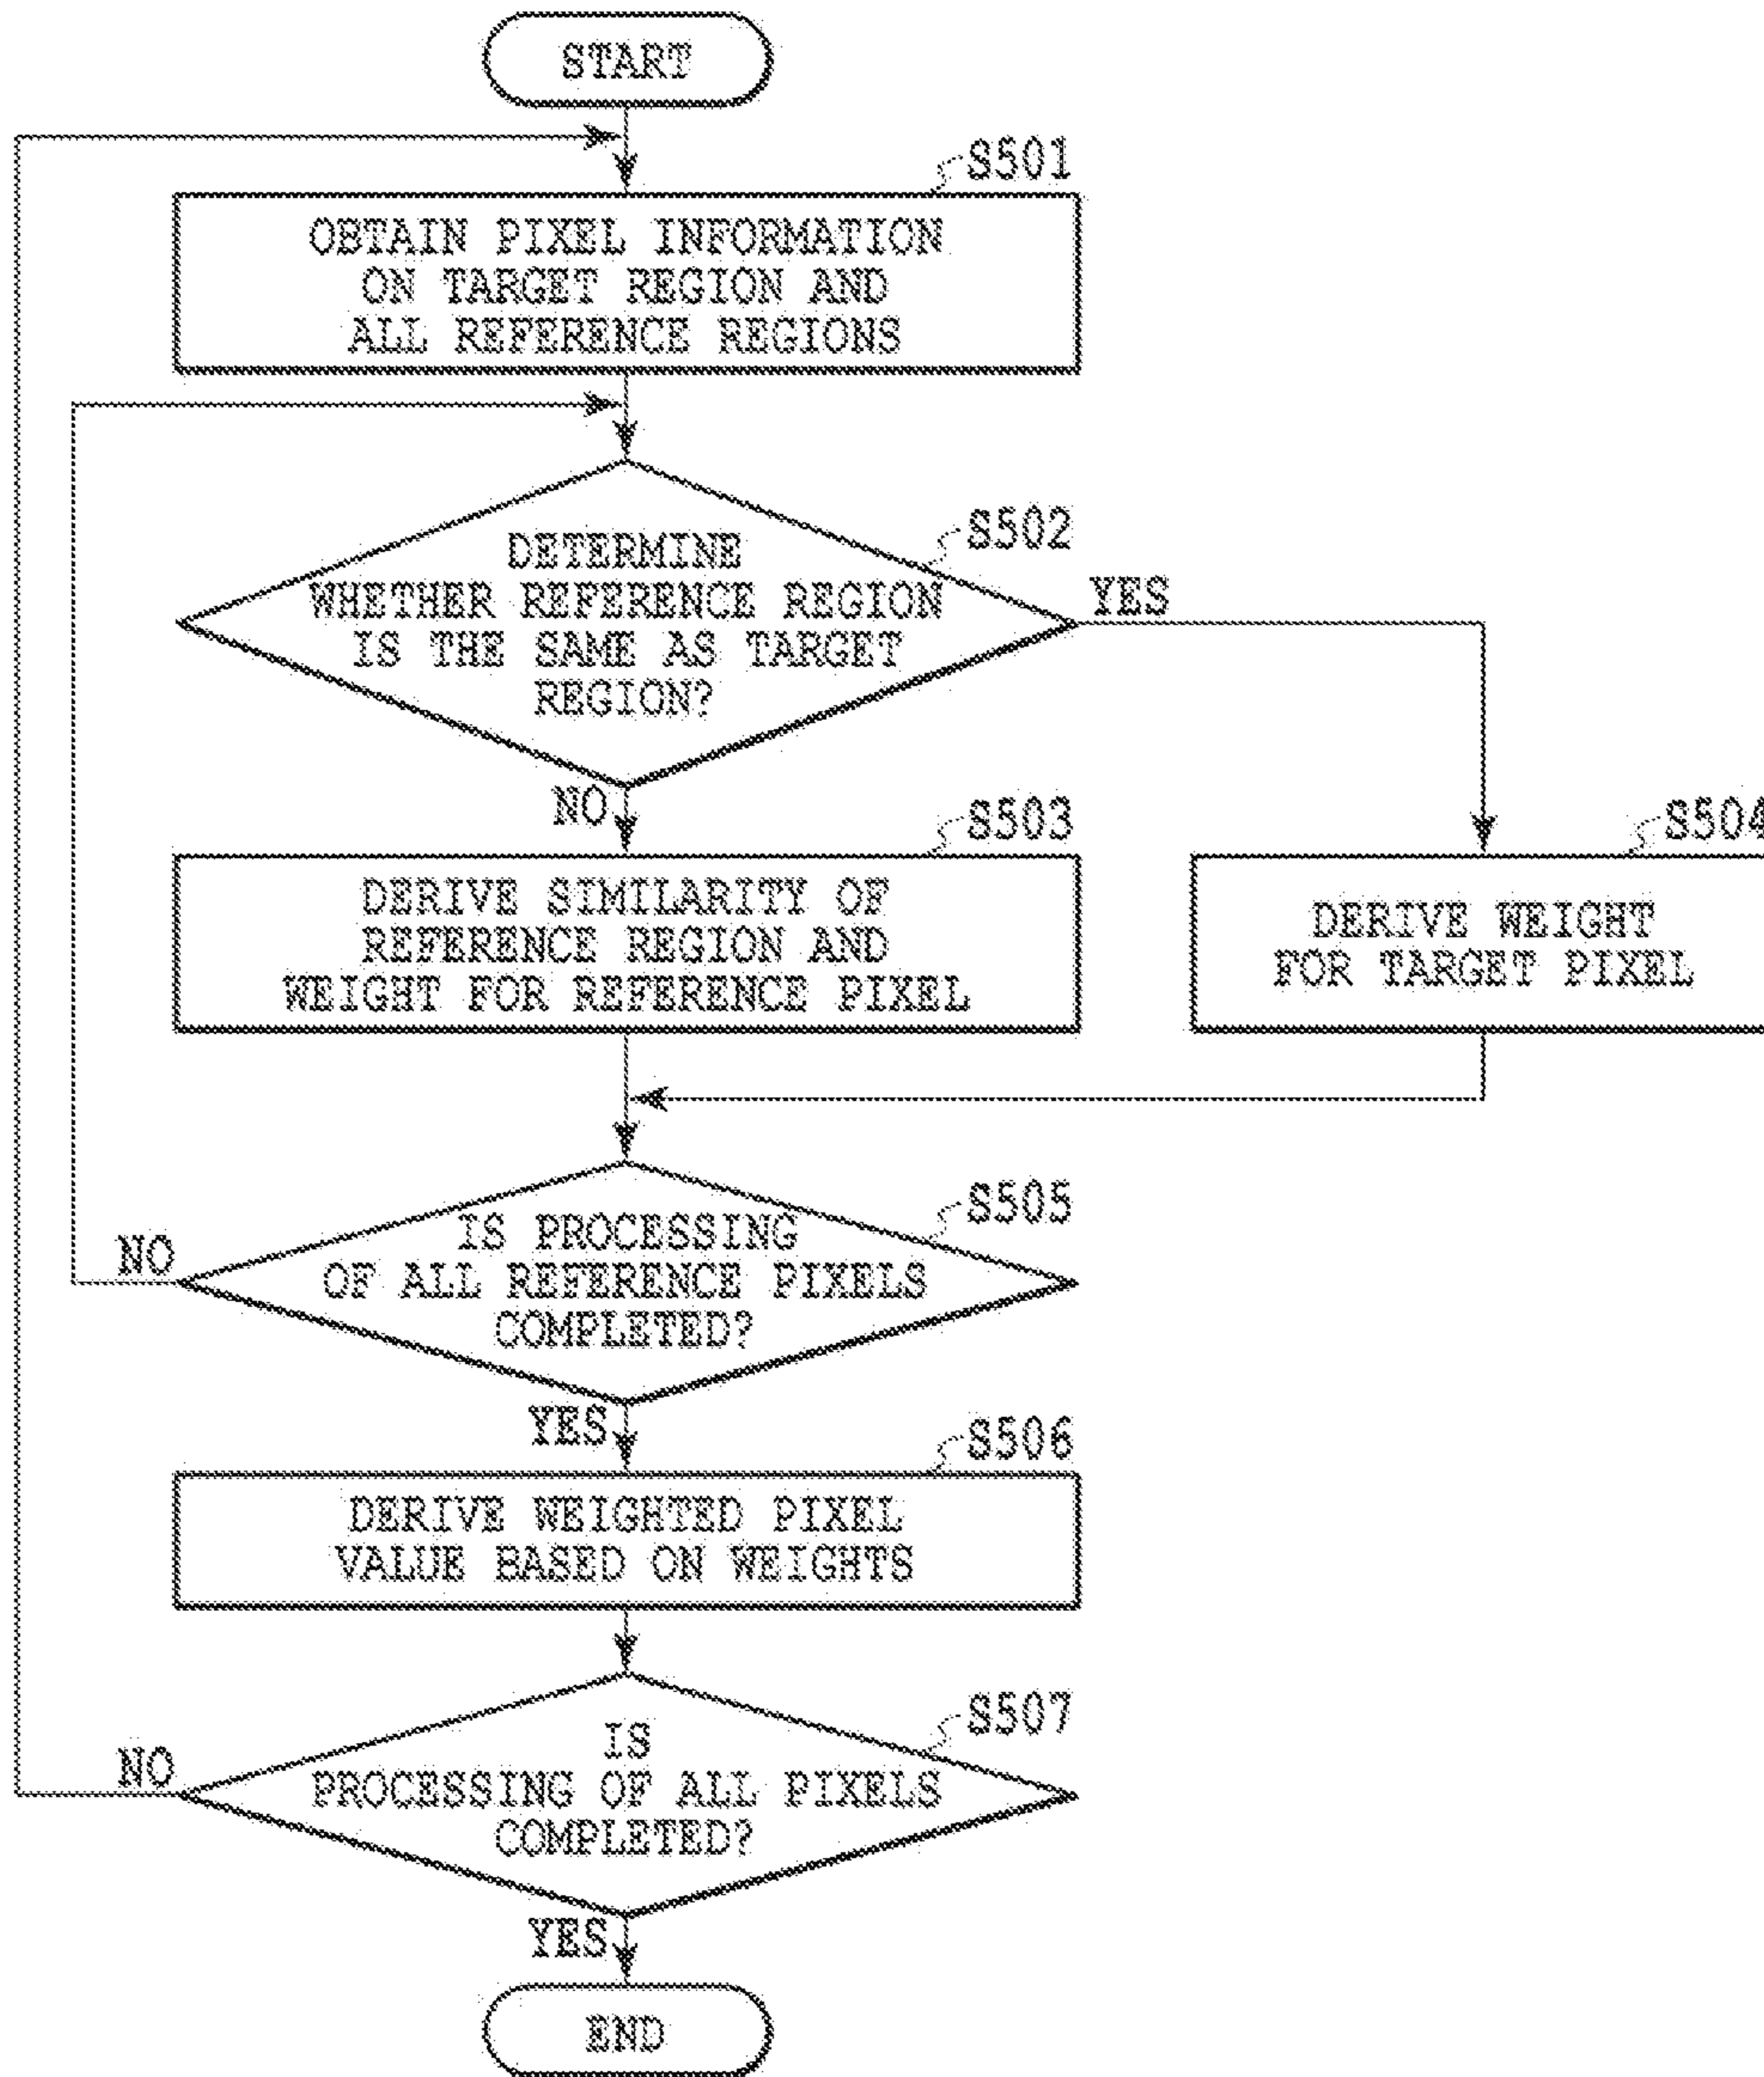 START
S501
OBTAIN PIXEL INFORMATION
ON TARGET REGION AND
ALL REFERENCE REGIONS
S502
DETERMINE
WHETHER REFERENCE REGION
IS THE SAME AS TARGET
REGION?
YES
NO
S503
DERIVE SIMILARITY OF
REFERENCE REGION AND
WEIGHT FOR REFERENCE PIXEL
S504
DERIVE WEIGHT
FOR TARGET PIXEL
S505
IS PROCESSING
OF ALL REFERENCE PIXELS
COMPLETED?
NO
YES
S506
DERIVE WEIGHTED PIXEL
VALUE BASED ON WEIGHTS
S507
IS
PROCESSING OF ALL PIXELS
COMPLETED?
NO
YES
END